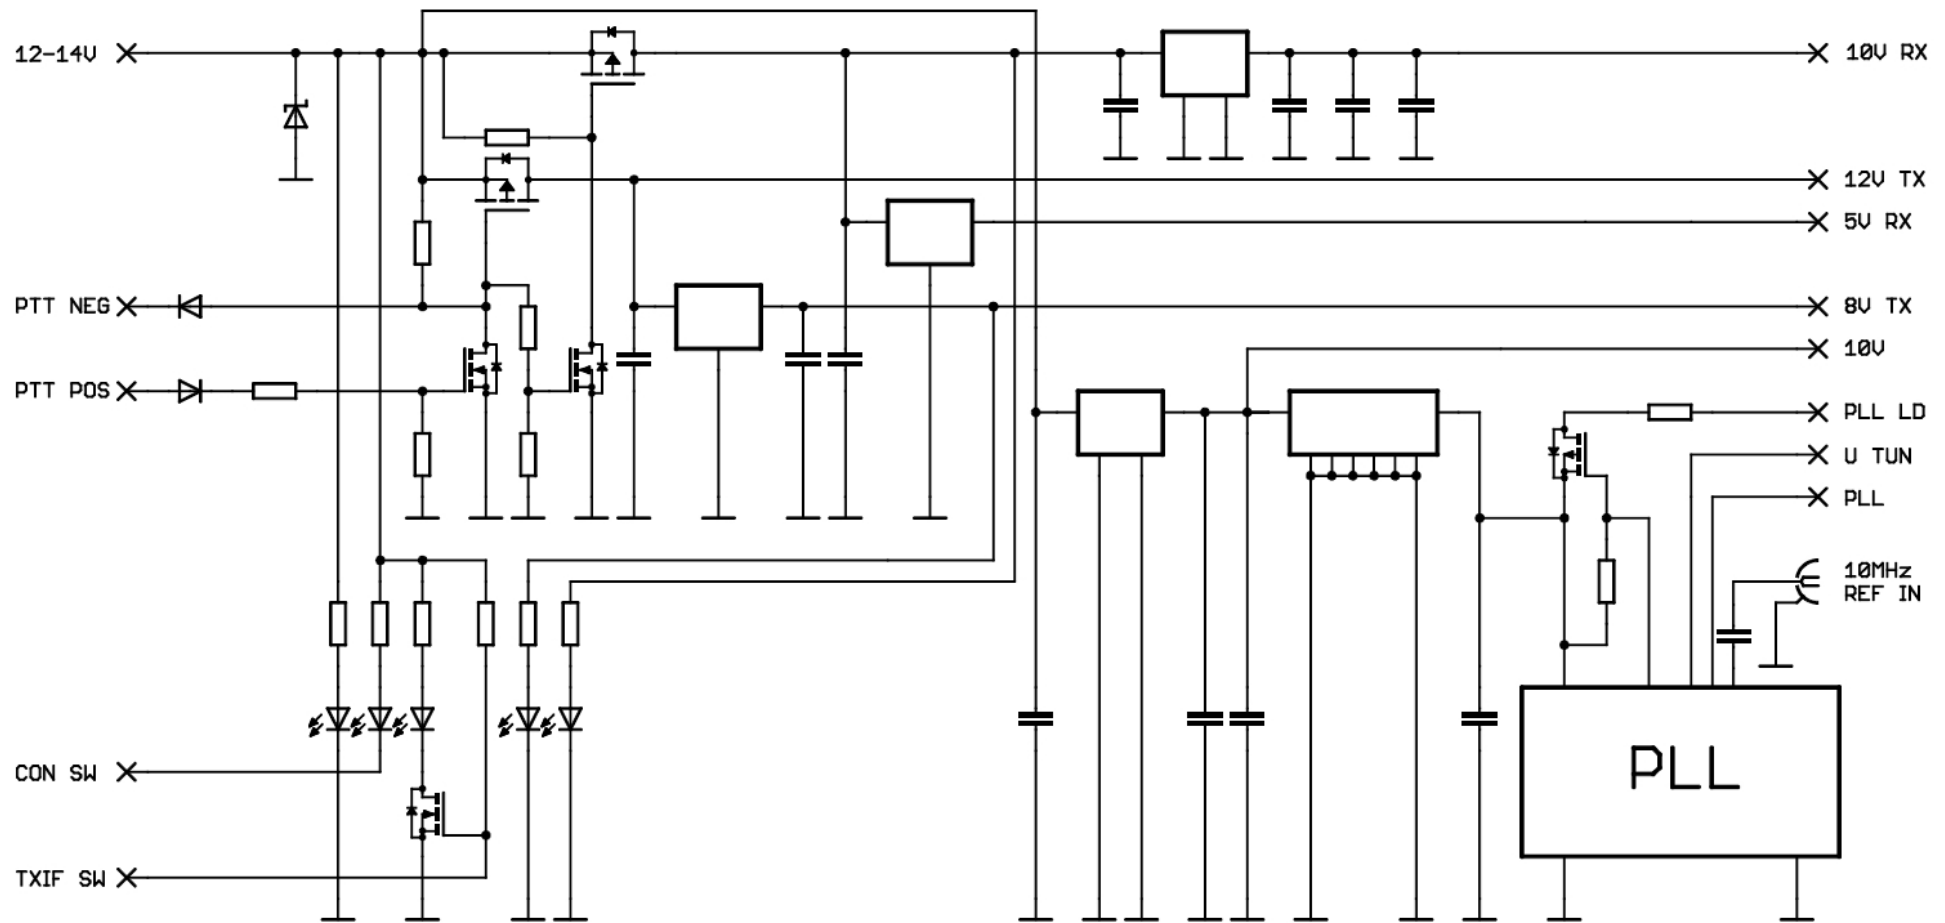 12-14V
10V RX
12V TX
5V RX
PTT NEG
8V TX
10V
PTT POS
PLL LD
U TUN
PLL
10MHz
REF IN
PLL
CON SW
TXIF SW